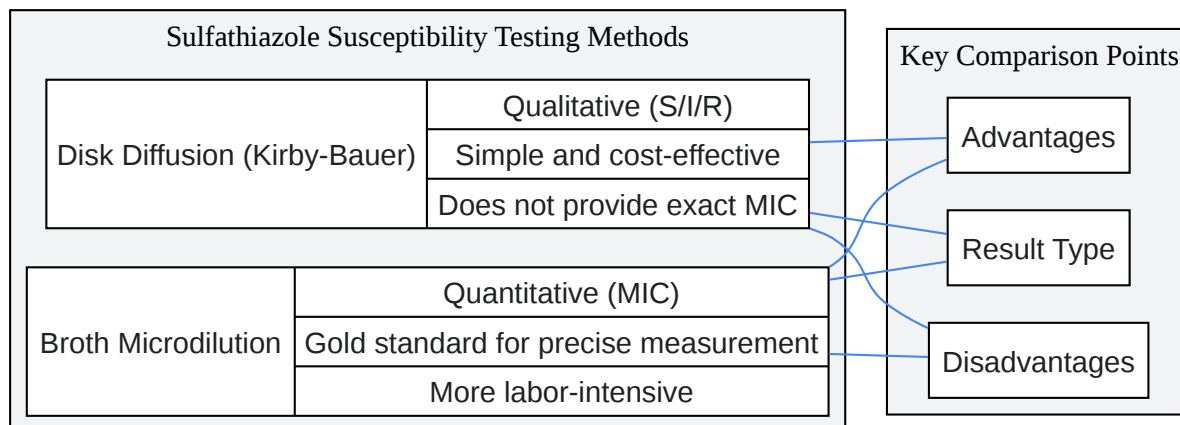 Sulfathiazole Susceptibility Testing Methods
Disk Diffusion (Kirby-Bauer)
Qualitative (S/I/R)
Simple and cost-effective
Does not provide exact MIC
Broth Microdilution
Quantitative (MIC)
Gold standard for precise measurement
More labor-intensive
Key Comparison Points
Advantages
Result Type
Disadvantages